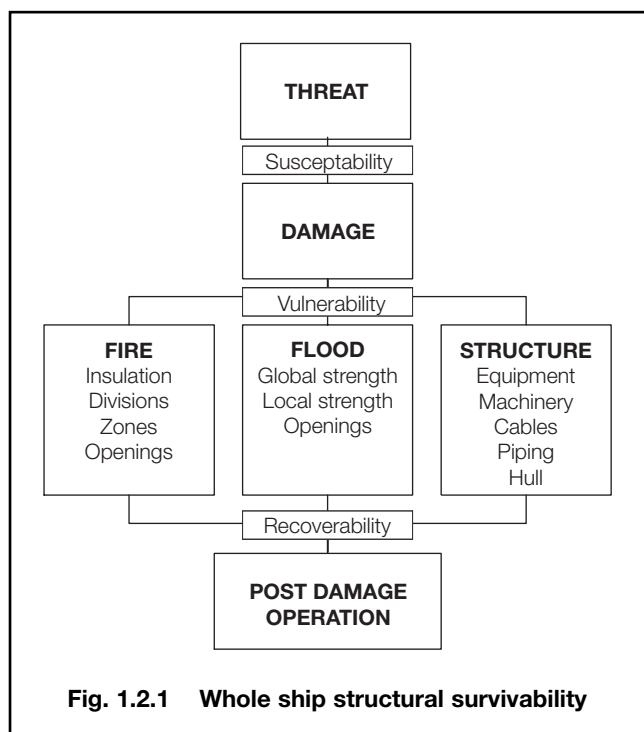 THREAT
Susceptability
DAMAGE
Vulnerability
FIRE
Insulation
Divisions
Zones
Openings
FLOOD
Global strength
Local strength
Openings
STRUCTURE
Equipment
Machinery
Cables
Piping
Hull
Recoverability
POST DAMAGE
OPERATION
Fig. 1.2.1 Whole ship structural survivability